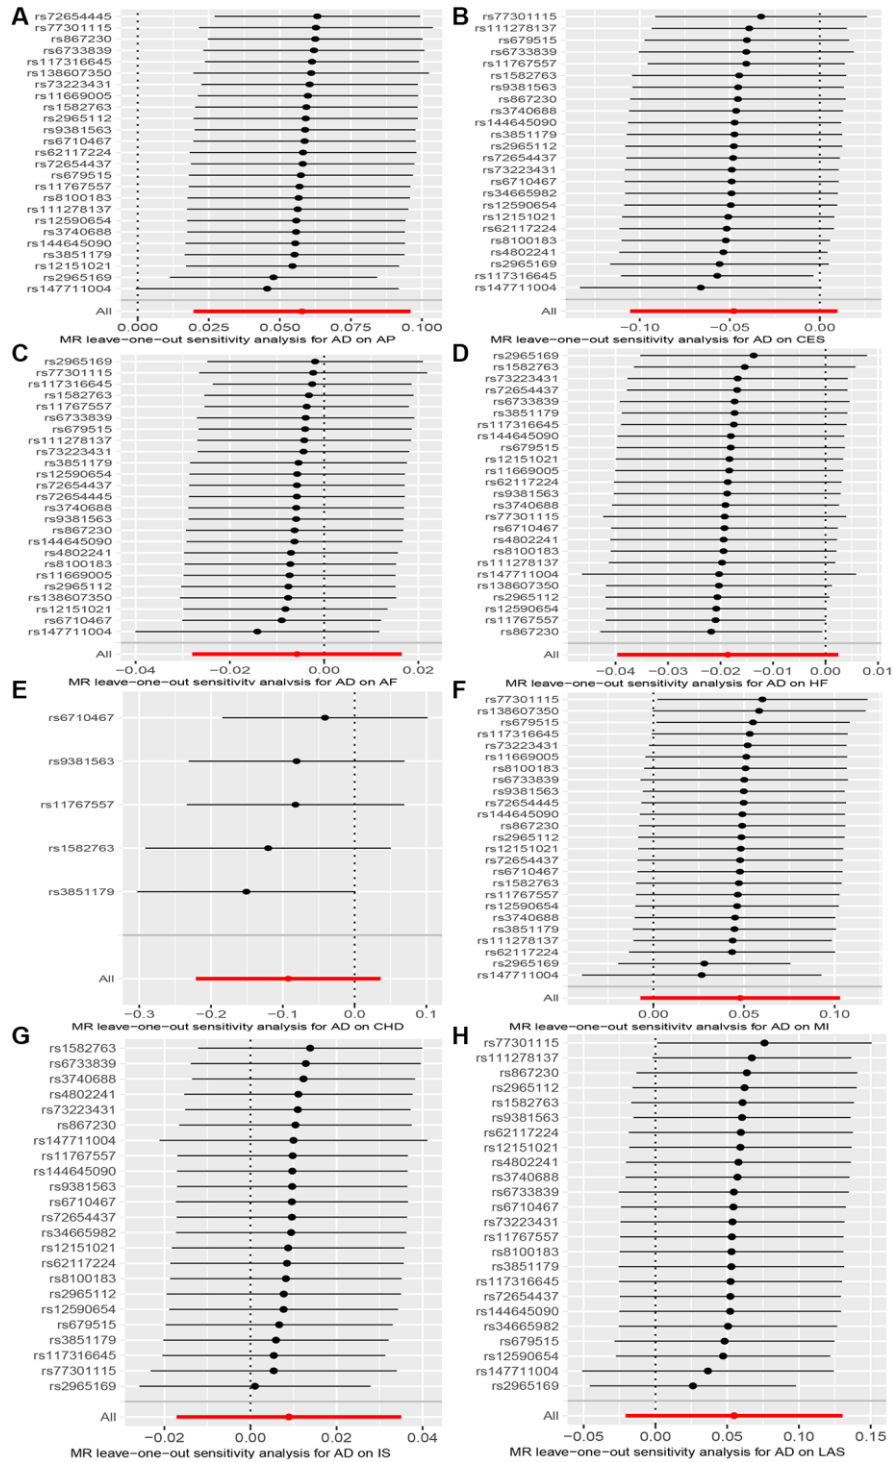 A
rs72654445
rs77301115
rs867230
rs6733839
rs117316645
rs138607350
rs73223431
rs11669005
rs1582763
rs2965112
rs9381563
rs6710467
rs62117224
rs72654437
rs679515
rs11767557
rs8100183
rs111278137
rs12590654
rs3740688
rs144645090
rs3851179
rs12151021
rs2965169
rs147711004
All
0.000 0.025 0.050 0.075 0.100
MR leave-one-out sensitivity analysis for AD on AP
B
rs77301115
rs111278137
rs679515
rs6733839
rs11767557
rs1582763
rs9381563
rs867230
rs3740688
rs144645090
rs3851179
rs2965112
rs72654437
rs73223431
rs6710467
rs34665982
rs12590654
rs12151021
rs62117224
rs8100183
rs4802241
rs2965169
rs117316645
rs147711004
All
−0.10 −0.05 0.00
MR leave-one-out sensitivity analysis for AD on CES
C
rs2965169
rs77301115
rs117316645
rs1582763
rs11767557
rs6733839
rs679515
rs111278137
rs73223431
rs3851179
rs12590654
rs72654437
rs72654445
rs3740688
rs9381563
rs867230
rs144645090
rs4802241
rs8100183
rs11669005
rs2965112
rs138607350
rs12151021
rs6710467
rs147711004
All
−0.04 −0.02 0.00 0.02
MR leave-one-out sensitivity analysis for AD on AF
D
rs2965169
rs1582763
rs73223431
rs72654437
rs6733839
rs3851179
rs117316645
rs144645090
rs679515
rs12151021
rs11669005
rs62117224
rs9381563
rs3740688
rs77301115
rs6710467
rs4802241
rs8100183
rs111278137
rs147711004
rs138607350
rs2965112
rs12590654
rs11767557
rs867230
All
−0.04 −0.03 −0.02 −0.01 0.00 0.01
MR leave-one-out sensitivity analysis for AD on HF
E
rs6710467
rs9381563
rs11767557
rs1582763
rs3851179
All
−0.3 −0.2 −0.1 0.0 0.1
MR leave-one-out sensitivity analysis for AD on CHD
F
rs77301115
rs138607350
rs679515
rs117316645
rs73223431
rs11669005
rs8100183
rs6733839
rs9381563
rs72654445
rs144645090
rs867230
rs2965112
rs12151021
rs72654437
rs6710467
rs1582763
rs11767557
rs12590654
rs3740688
rs3851179
rs111278137
rs62117224
rs2965169
rs147711004
All
0.00 0.05 0.10
MR leave-one-out sensitivity analysis for AD on MI
G
rs1582763
rs6733839
rs3740688
rs4802241
rs73223431
rs867230
rs147711004
rs11767557
rs144645090
rs9381563
rs6710467
rs72654437
rs34665982
rs12151021
rs62117224
rs8100183
rs2965112
rs12590654
rs679515
rs3851179
rs117316645
rs77301115
rs2965169
All
−0.02 0.00 0.02 0.04
MR leave-one-out sensitivity analysis for AD on IS
H
rs77301115
rs111278137
rs867230
rs2965112
rs1582763
rs9381563
rs62117224
rs12151021
rs4802241
rs3740688
rs6733839
rs6710467
rs73223431
rs11767557
rs8100183
rs3851179
rs117316645
rs72654437
rs144645090
rs34665982
rs679515
rs12590654
rs147711004
rs2965169
All
−0.05 0.00 0.05 0.10 0.15
MR leave-one-out sensitivity analysis for AD on LAS